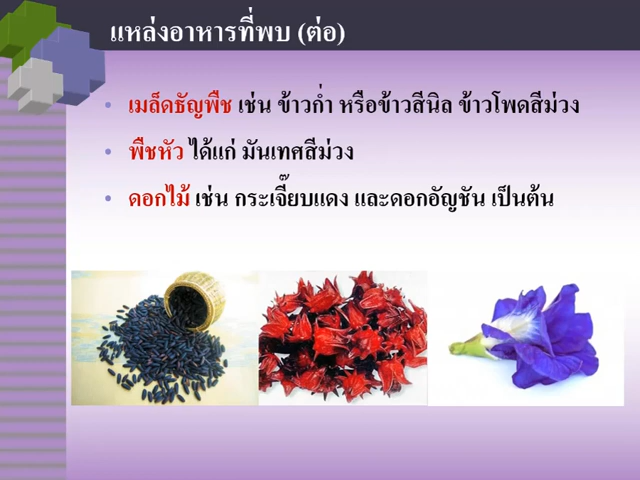 แหล่งอาหารที่พบ (ต่อ)
• เมล็ดธัญพืช เช่น ข้าวก่ำ หรือข้าวสีนิล ข้าวโพดสีม่วง
• พืชหัว ได้แก่ มันเทศสีม่วง
• ดอกไม้ เช่น กระเจี๊ยบแดง และดอกอัญชัน เป็นต้น